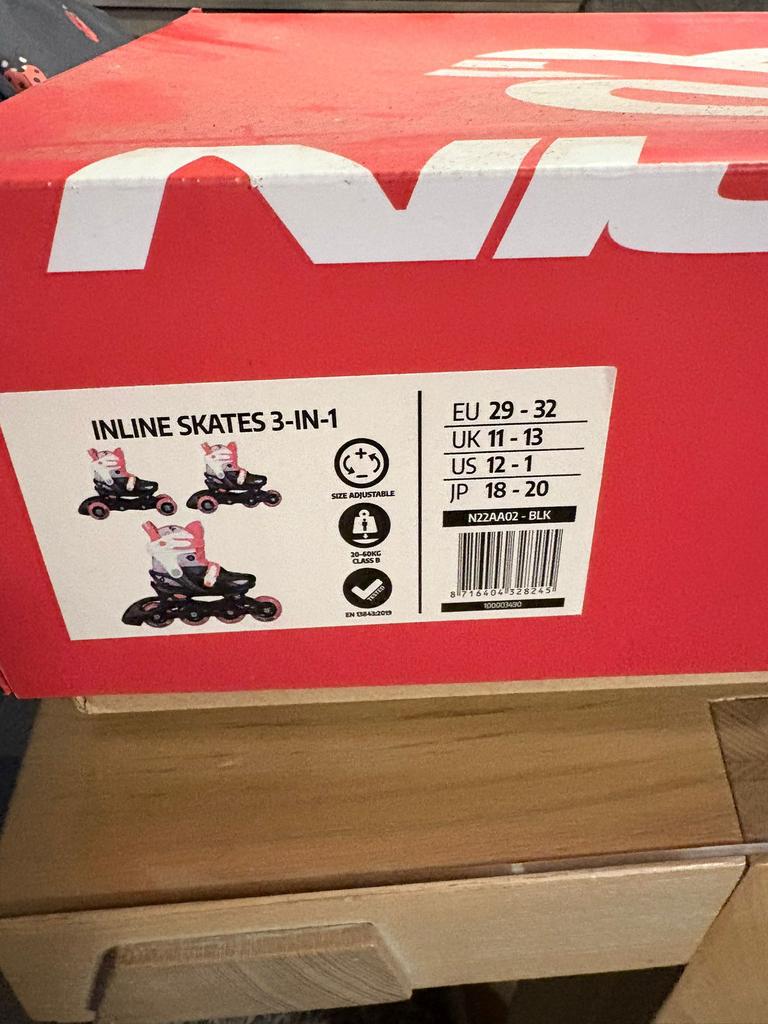 INLINE SKATES 3-IN-1
SIZE ADJUSTABLE
20-60KG
CLASS B
TESTED
EN 13843:2019
EU 29 - 32
UK 11 - 13
US 12 - 1
JP 18 - 20
N22AA02 - BLK
8 716404 328245
100003490